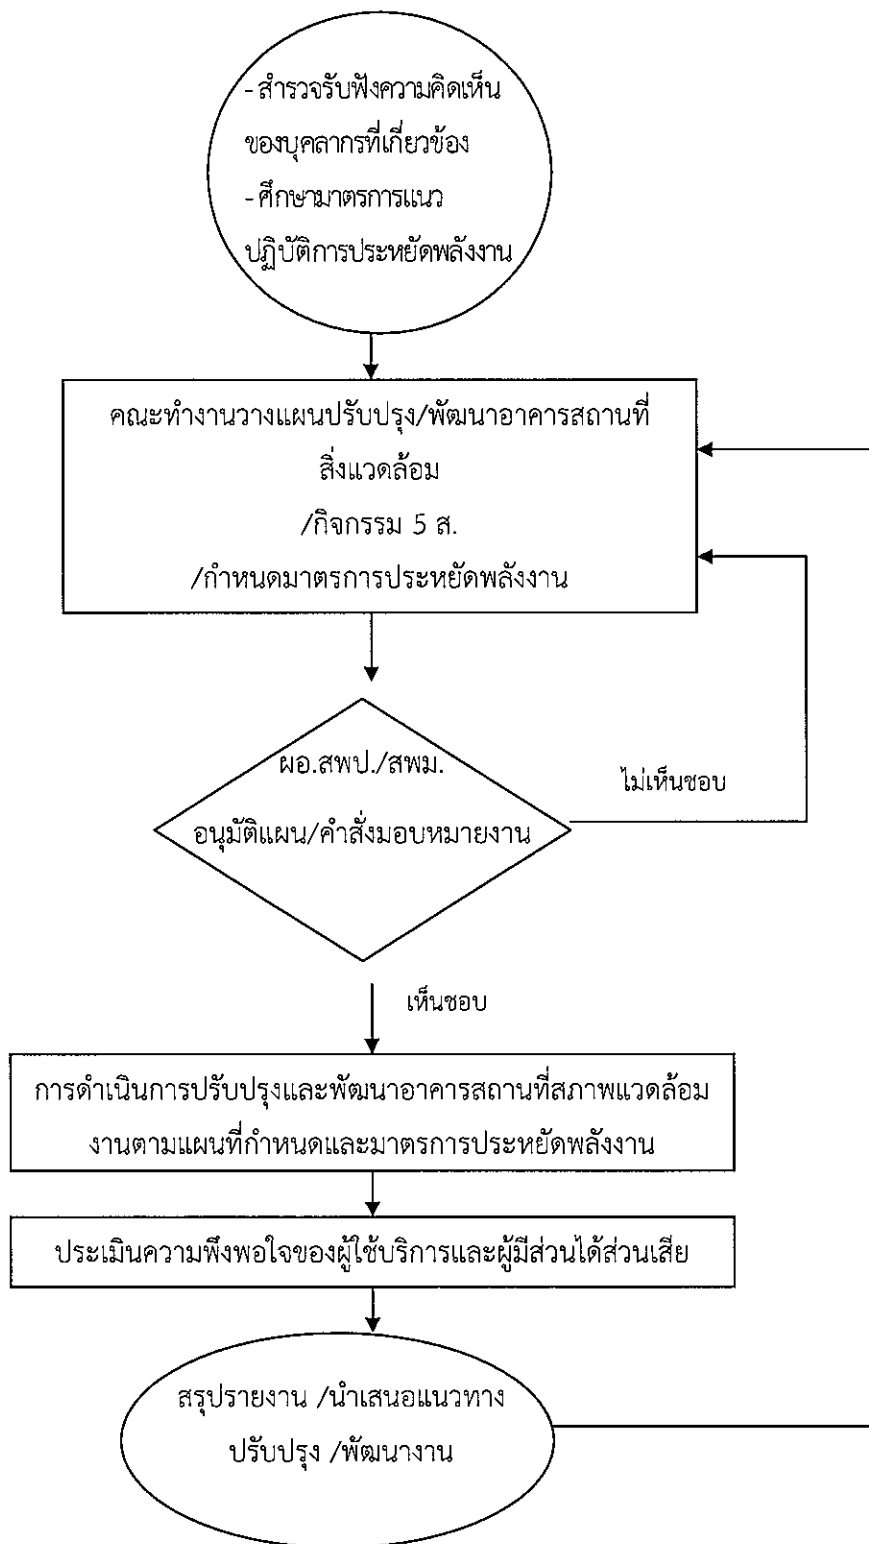 -สำรวจรับฟังความคิดเห็น
ของบุคลากรที่เกี่ยวข้อง
-ศึกษามาตรการแนว
ปฏิบัติการประหยัดพลังงาน
คณะทำงานวางแผนปรับปรุง/พัฒนาอาคารสถานที่
สิ่งแวดล้อม
/กิจกรรม 5 ส.
/กำหนดมาตรการประหยัดพลังงาน
ผอ.สพป./สพม.
อนุมัติแผน/คำสั่งมอบหมายงาน
ไม่เห็นชอบ
เห็นชอบ
การดำเนินการปรับปรุงและพัฒนาอาคารสถานที่สภาพแวดล้อม
งานตามแผนที่กำหนดและมาตรการประหยัดพลังงาน
ประเมินความพึงพอใจของผู้ใช้บริการและผู้มีส่วนได้ส่วนเสีย
สรุปรายงาน /นำเสนอแนวทาง
ปรับปรุง /พัฒนางาน